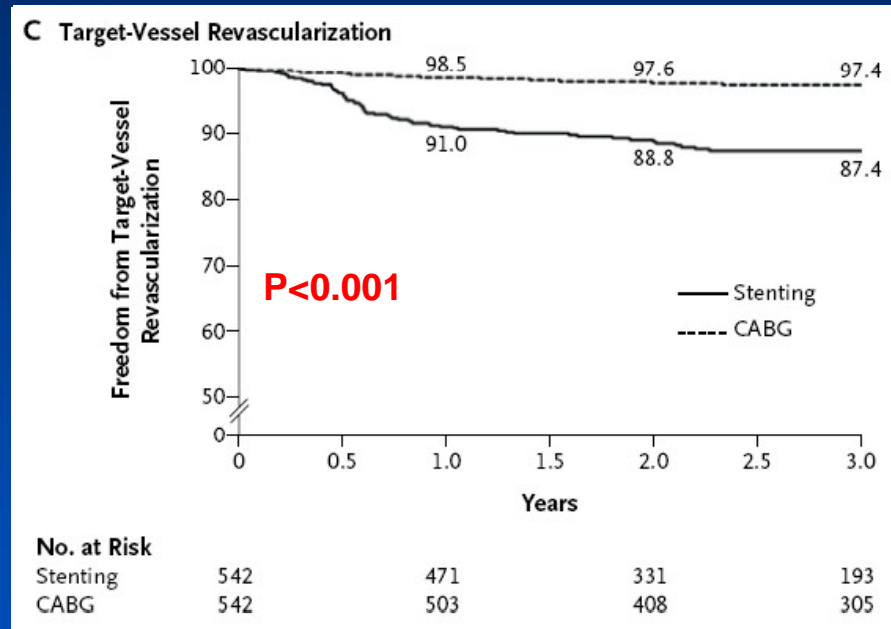 C Target-Vessel Revascularization
Freedom from Target-Vessel
Revascularization
100
90
80
70
60
50
0
98.5
97.6
97.4
91.0
88.8
87.4
P<0.001
Stenting
CABG
0 0.5 1.0 1.5 2.0 2.5 3.0
Years
No. at Risk
Stenting 542 471 331 193
CABG 542 503 408 305